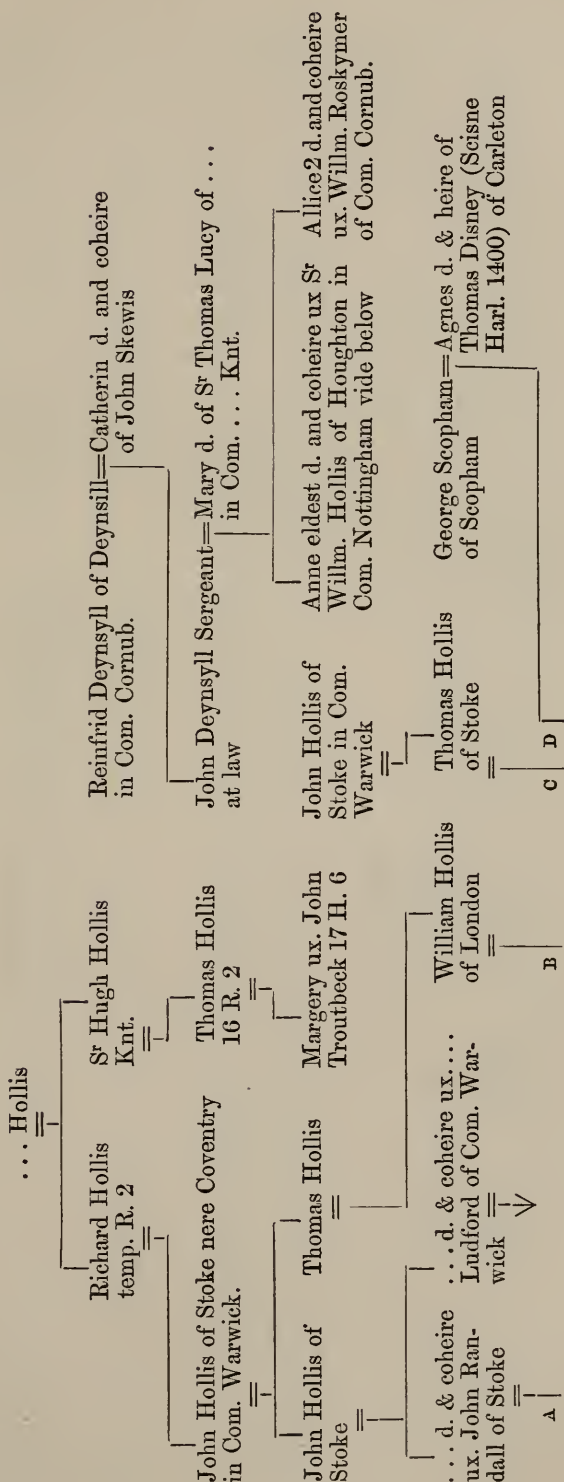 ... Hollis
Richard Hollis
temp. R. 2
Sr Hugh Hollis
Knt.
Reinfrid Deynsyll of Deynsill=Catherin d. and coheire
in Com. Cornub.
of John Skewis
John Hollis of Stoke nere Coventry
in Com. Warwick.
Thomas Hollis
16 R. 2
John Deynsyll Sergeant=Mary d. of Sr Thomas Lucy of ...
at law
in Com. ... Knt.
John Hollis of
Stoke
Thomas Hollis
Margery ux. John
Troutbeck 17 H. 6
John Hollis of
Stoke in Com.
Warwick
Anne eldest d. and coheire ux Sr
Willm. Hollis of Houghton in
Com. Nottingham vide below
Allice 2 d. and coheire
ux. Willm. Roskymer
of Com. Cornub.
... d. & coheire
ux. John Ran-
dall of Stoke
... d. & coheire ux. ...
Ludford of Com. War-
wick
William Hollis
of London
Thomas Hollis
of Stoke
George Scopham=Agnes d. & heire of
of Scopham
Thomas Disney (Scisne
Harl. 1400) of Carleton
A
B
C
D